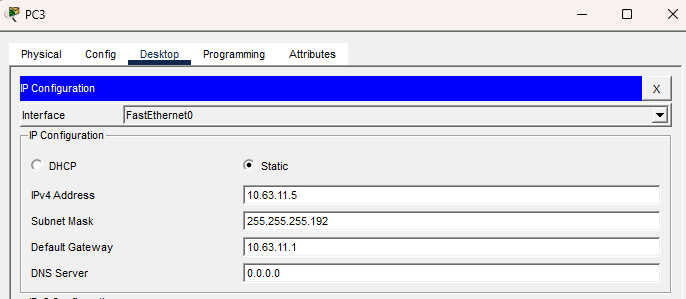 PC3
Physical Config Desktop Programming Attributes
IP Configuration X
Interface FastEthernet0
IP Configuration
DHCP Static
IPv4 Address 10.63.11.5
Subnet Mask 255.255.255.192
Default Gateway 10.63.11.1
DNS Server 0.0.0.0